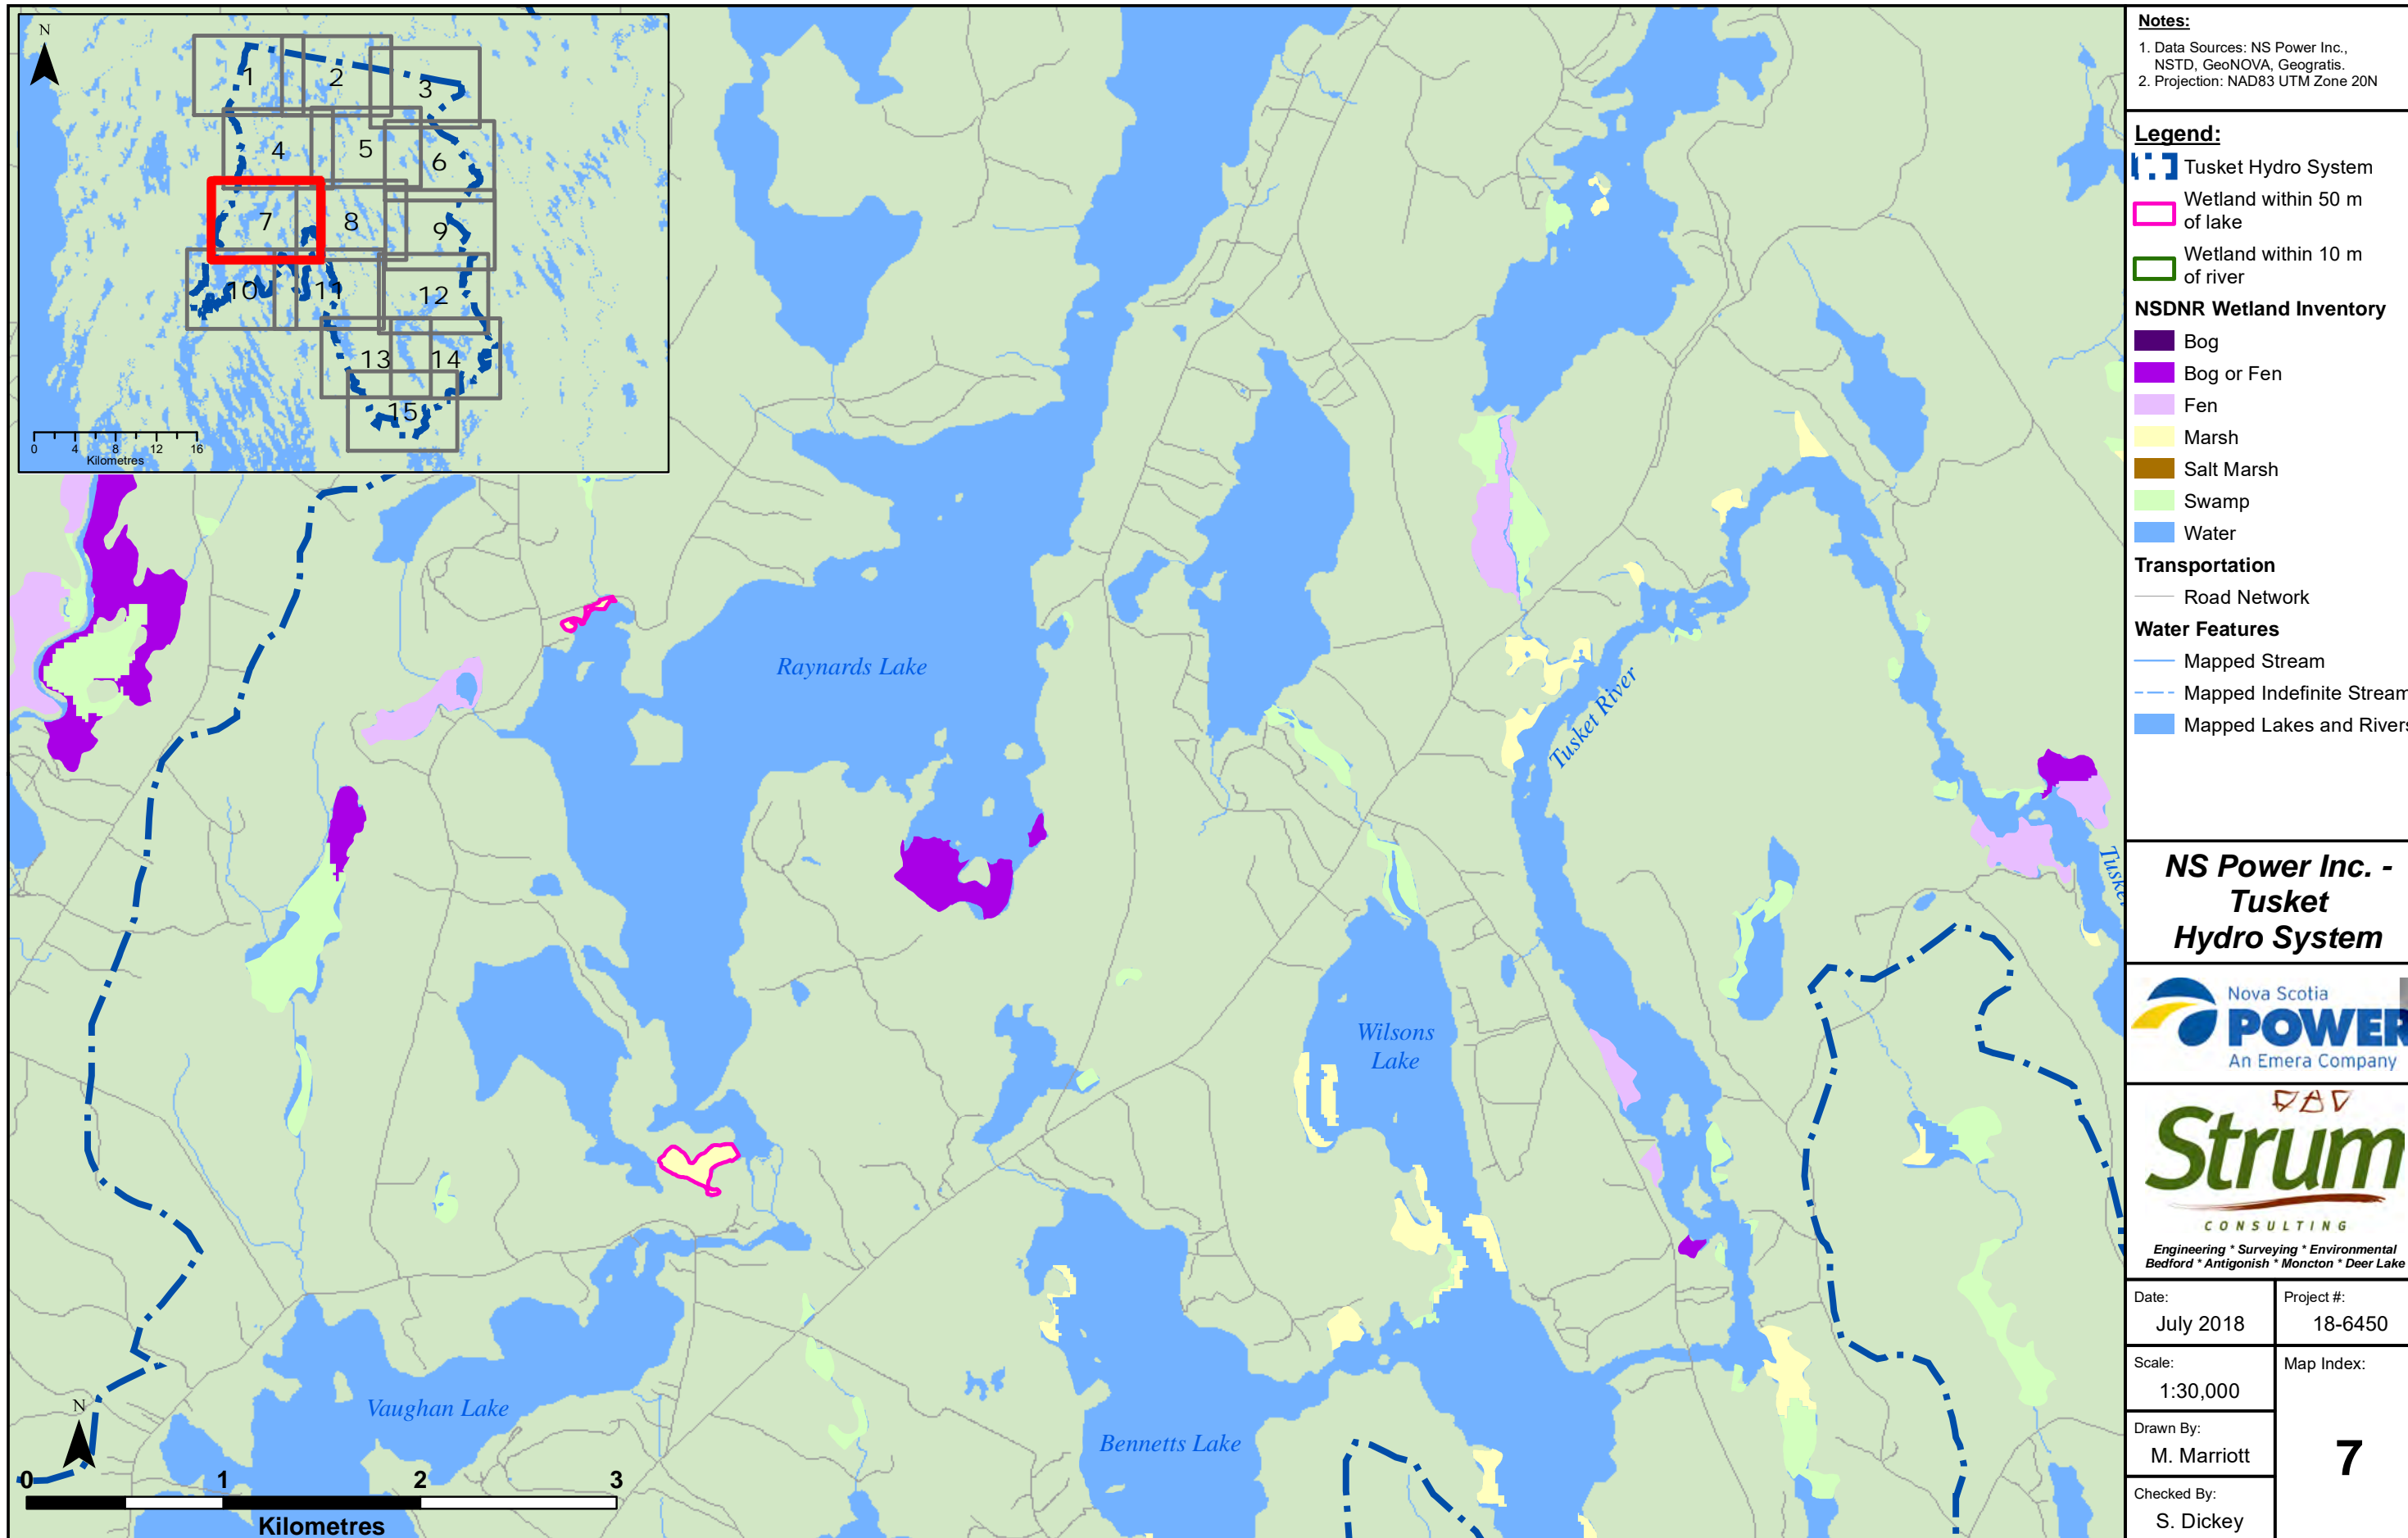 N
1
2
3
4
5
6
7
8
9
10
11
12
13
14
15
0 4 8 12 16
Kilometres
Raynards Lake
Tusket River
Wilsons
Lake
Vaughan Lake
Bennetts Lake
N
0 1 2 3
Kilometres
Notes:
1. Data Sources: NS Power Inc.,
NSTD, GeoNOVA, Geogratis.
2. Projection: NAD83 UTM Zone 20N
Legend:
Tusket Hydro System
Wetland within 50 m
of lake
Wetland within 10 m
of river
NSDNR Wetland Inventory
Bog
Bog or Fen
Fen
Marsh
Salt Marsh
Swamp
Water
Transportation
Road Network
Water Features
Mapped Stream
Mapped Indefinite Stream
Mapped Lakes and Rivers
NS Power Inc. -
Tusket
Hydro System
Nova Scotia
POWER
An Emera Company
Strum
CONSULTING
Engineering * Surveying * Environmental
Bedford * Antigonish * Moncton * Deer Lake
Date:
July 2018
Project #:
18-6450
Scale:
1:30,000
Map Index:
7
Drawn By:
M. Marriott
Checked By:
S. Dickey